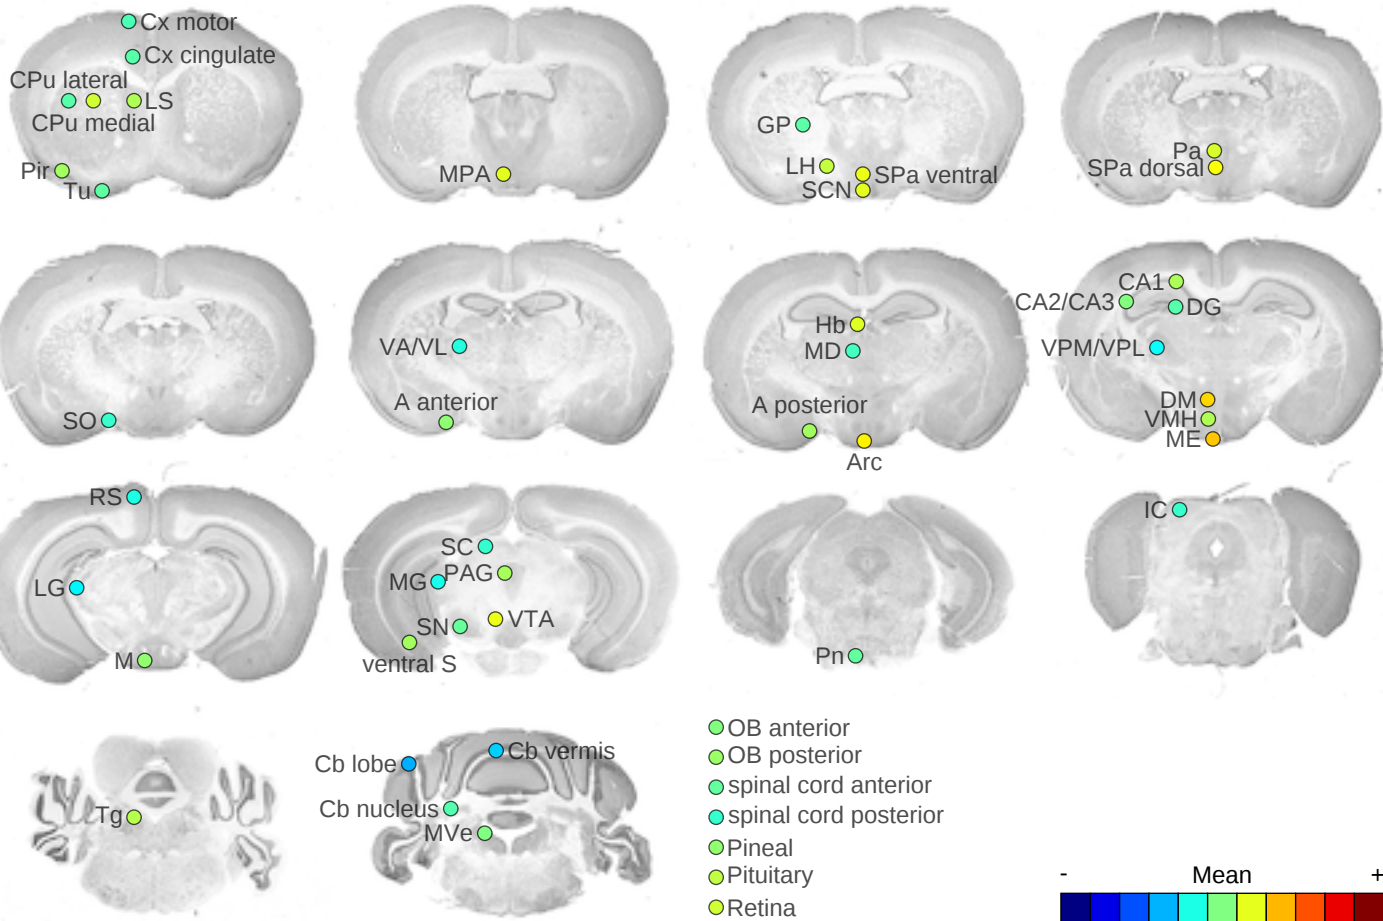 Cx motor
Cx cingulate
CPu lateral
LS
CPu medial
Pir
Tu
MPA
GP
LH
SPa ventral
SCN
Pa
SPa dorsal
SO
VA/VL
A anterior
Hb
MD
A posterior
Arc
CA1
CA2/CA3
DG
VPM/VPL
DM
VMH
ME
RS
LG
M
SC
MG
PAG
SN
VTA
ventral S
Pn
IC
Tg
Cb lobe
Cb vermis
Cb nucleus
MVe
OB anterior
OB posterior
spinal cord anterior
spinal cord posterior
Pineal
Pituitary
Retina
- Mean +